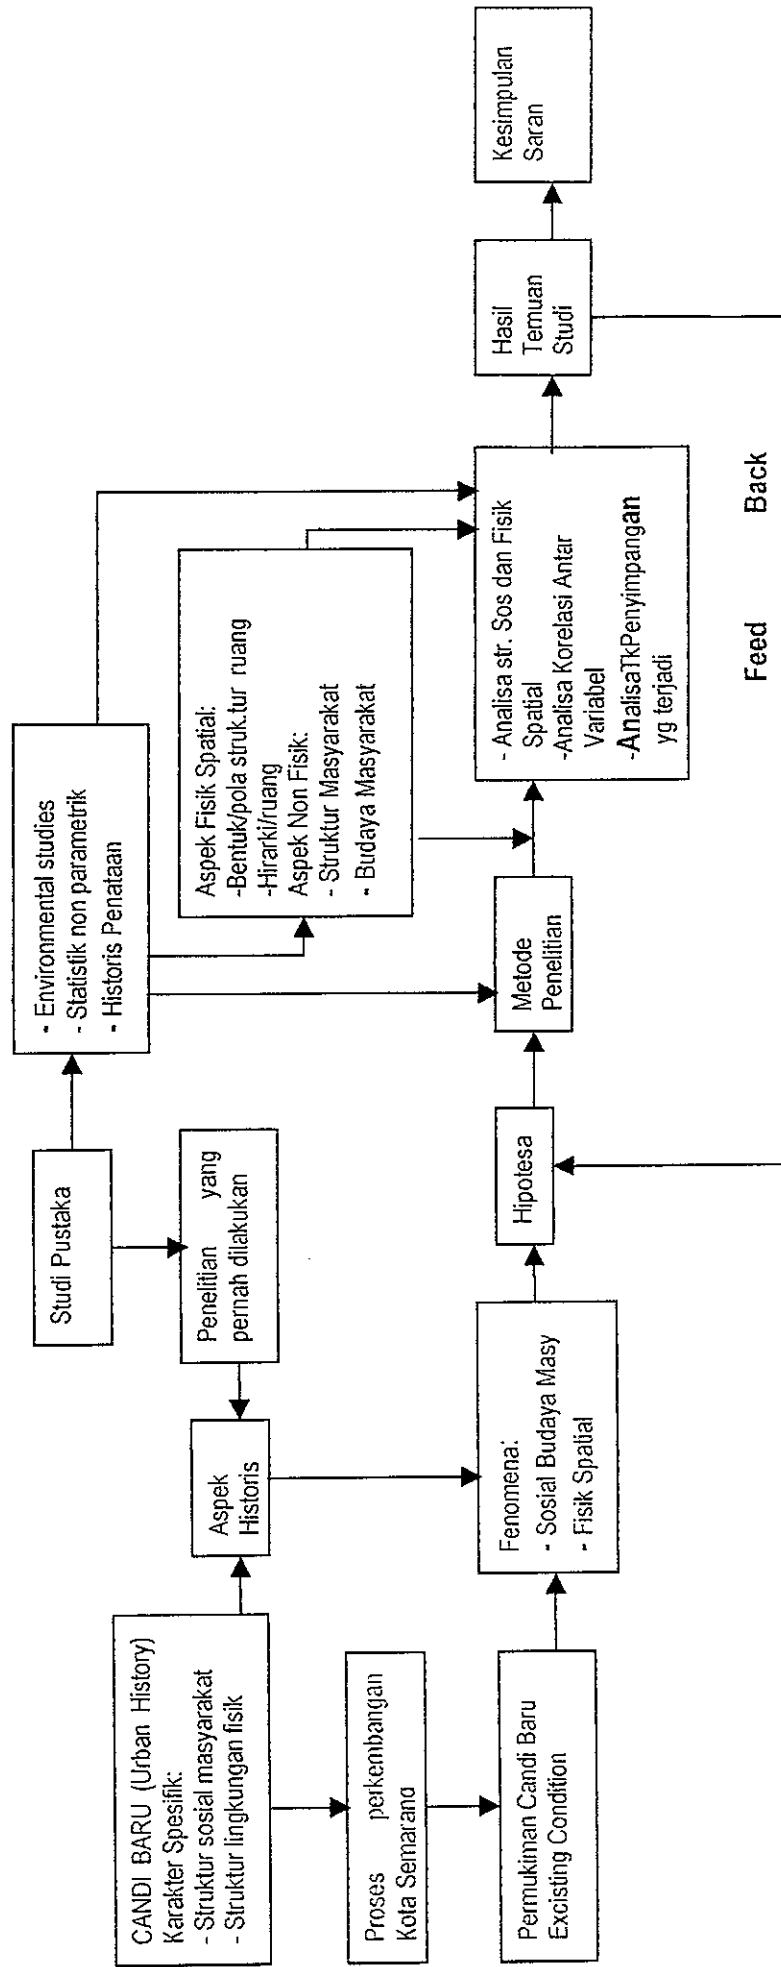 CANDI BARU (Urban History)
Karakter Spesifik:
- Struktur sosial masyarakat
- Struktur lingkungan fisik
Proses perkembangan
Kota Semarang
Permukiman Candi Baru
Excisting Condition
Aspek
Historis
Fenomena:
- Sosial Budaya Masy
- Fisik Spatial
Studi Pustaka
Penelitian yang
pernah dilakukan
Hipotesa
- Environmental studies
- Statistik non parametrik
- Historis Penataan
Metode
Penelitian
Aspek Fisik Spatial:
-Bentuk/pola struk.tur ruang
-Hirarki/ruang
Aspek Non Fisik:
- Struktur Masyarakat
- Budaya Masyarakat
- Analisa str. Sos dan Fisik
Spatial
-Analisa Korelasi Antar
Variabel
-AnalisaTkPenyimpangan
yg terjadi
Hasil
Temuan
Studi
Kesimpulan
Saran
Feed Back